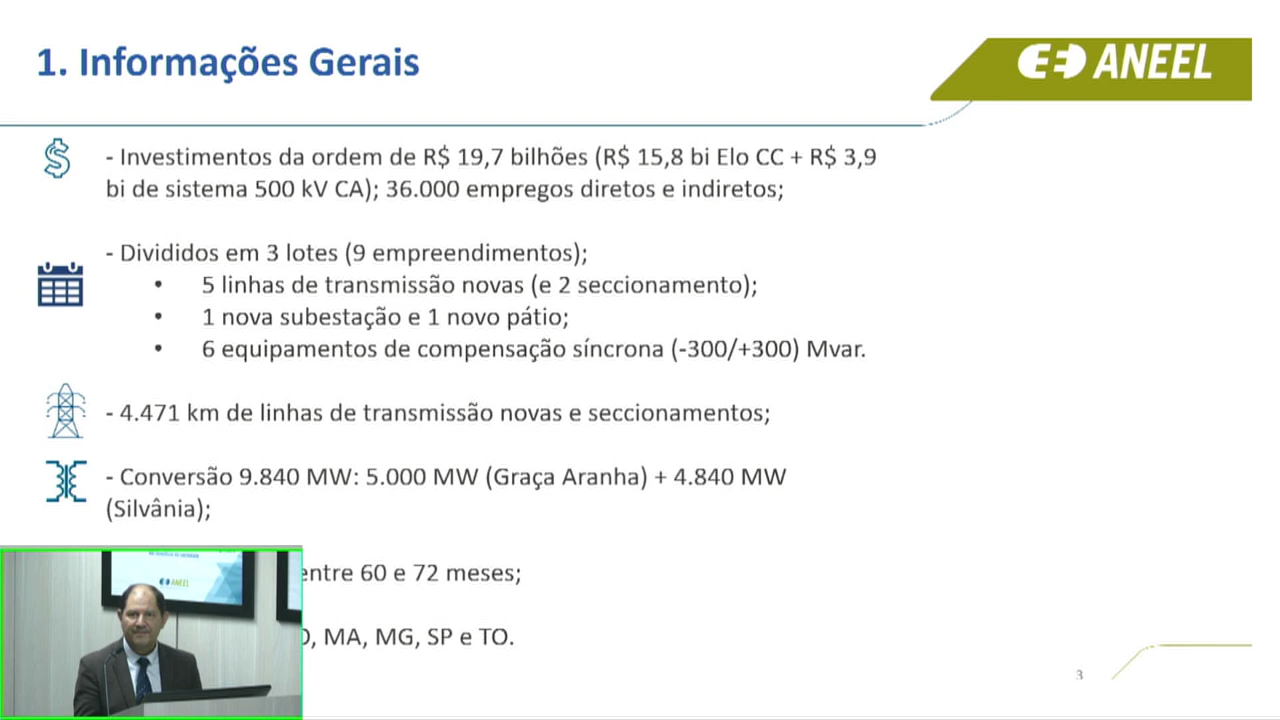 1. Informações Gerais
ANEEL
- Investimentos da ordem de R$ 19,7 bilhões (R$ 15,8 bi Elo CC + R$ 3,9
bi de sistema 500 kV CA); 36.000 empregos diretos e indiretos;
- Divididos em 3 lotes (9 empreendimentos);
• 5 linhas de transmissão novas (e 2 seccionamento);
• 1 nova subestação e 1 novo pátio;
• 6 equipamentos de compensação síncrona (-300/+300) Mvar.
- 4.471 km de linhas de transmissão novas e seccionamentos;
- Conversão 9.840 MW: 5.000 MW (Graça Aranha) + 4.840 MW
(Silvânia);
60 e 72 meses;
MA, MG, SP e TO.
ANEEL
3